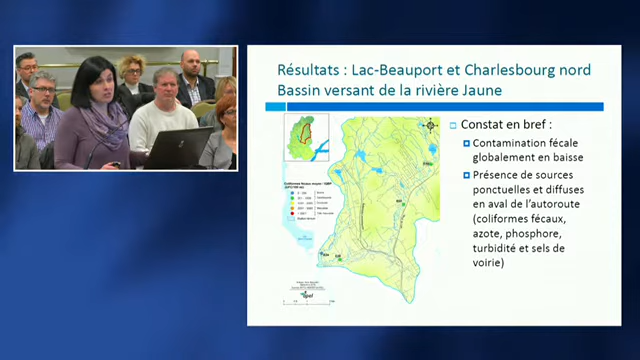 Résultats : Lac-Beauport et Charlesbourg nord
Bassin versant de la rivière Jaune
Constat en bref :
Contamination fécale
globalement en baisse
Présence de sources
ponctuelles et diffuses
en aval de l'autoroute
(coliformes fécaux,
azote, phosphore,
turbidité et sels de
voirie)